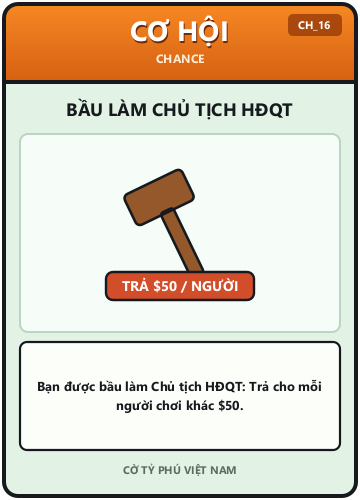 CƠ HỘI
CH_16
CHANCE
BẦU LÀM CHỦ TỊCH HĐQT
TRẢ $50 / NGƯỜI
Bạn được bầu làm Chủ tịch HĐQT: Trả cho mỗi
người chơi khác $50.
CỜ TỶ PHÚ VIỆT NAM